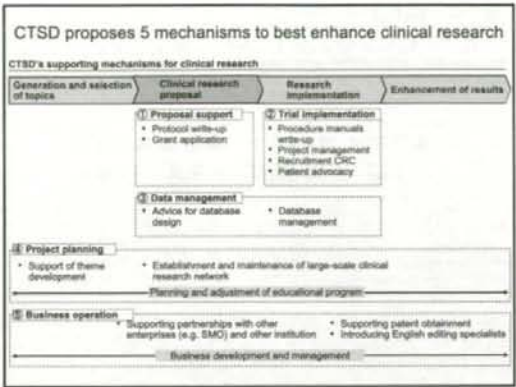 CTSD proposes 5 mechanisms to best enhance clinical research
CTSD's supporting mechanisms for clinical research
Generation and selection
of topics
Clinical research
proposal
Research
implementation
Enhancement of results
① Proposal support
• Protocol write-up
• Grant application
② Trial implementation
• Procedure manuals
write-up
• Project management
• Recruitment CRC
• Patient advocacy
③ Data management
• Advice for database
design
• Database
management
④ Project planning
• Support of theme
development
• Establishment and maintenance of large-scale clinical
research network
Planning and adjustment of educational program
⑤ Business operation
• Supporting partnerships with other
enterprises (e.g. SMO) and other institution
• Supporting patent obtainment
• Introducing English editing specialists
Business development and management